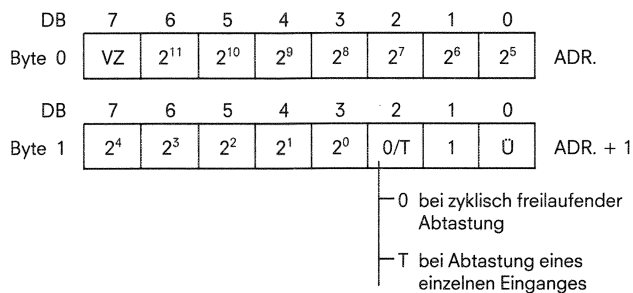 DB 7 6 5 4 3 2 1 0
Byte 0 VZ 2¹¹ 2¹⁰ 2⁹ 2⁸ 2⁷ 2⁶ 2⁵ ADR.
DB 7 6 5 4 3 2 1 0
Byte 1 2⁴ 2³ 2² 2¹ 2⁰ 0/T 1 Ü ADR. + 1
0 bei zyklisch freilaufender
Abtastung
T bei Abtastung eines
einzelnen Einganges